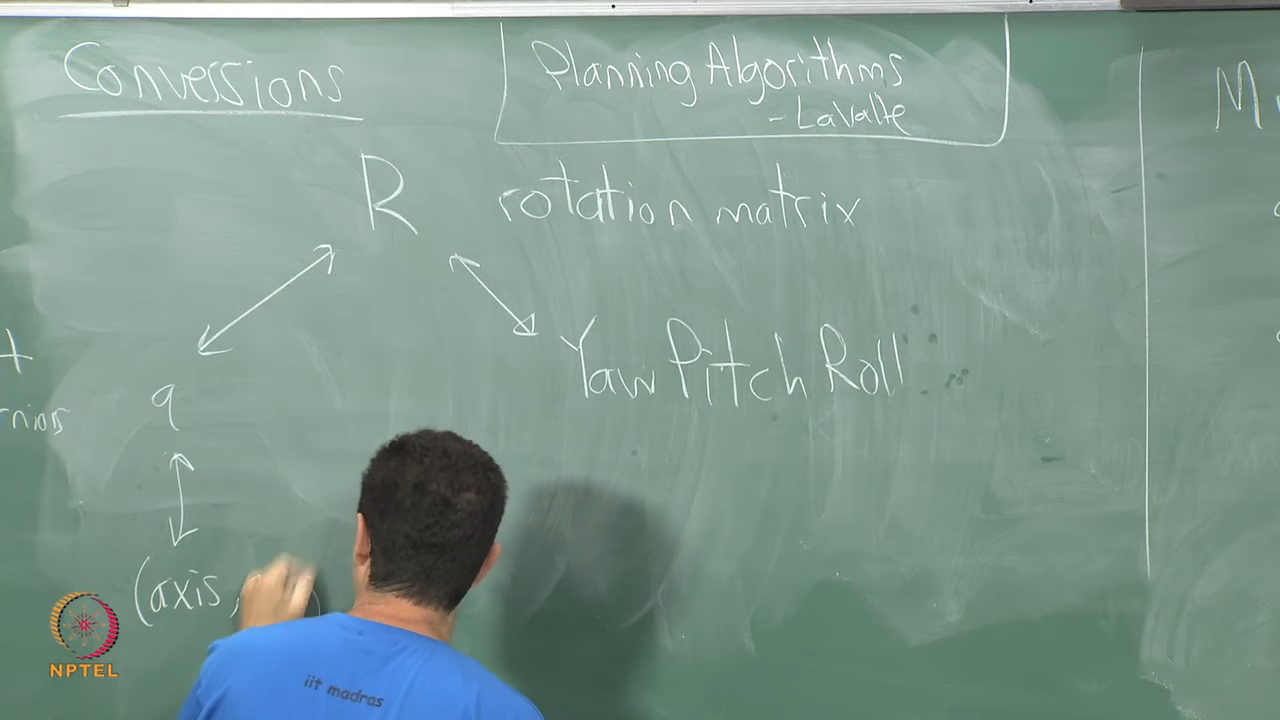 Conversions
Planning Algorithms
- LaValle
R rotation matrix
Yaw Pitch Roll
q
(axis,
NPTEL
iit madras
M